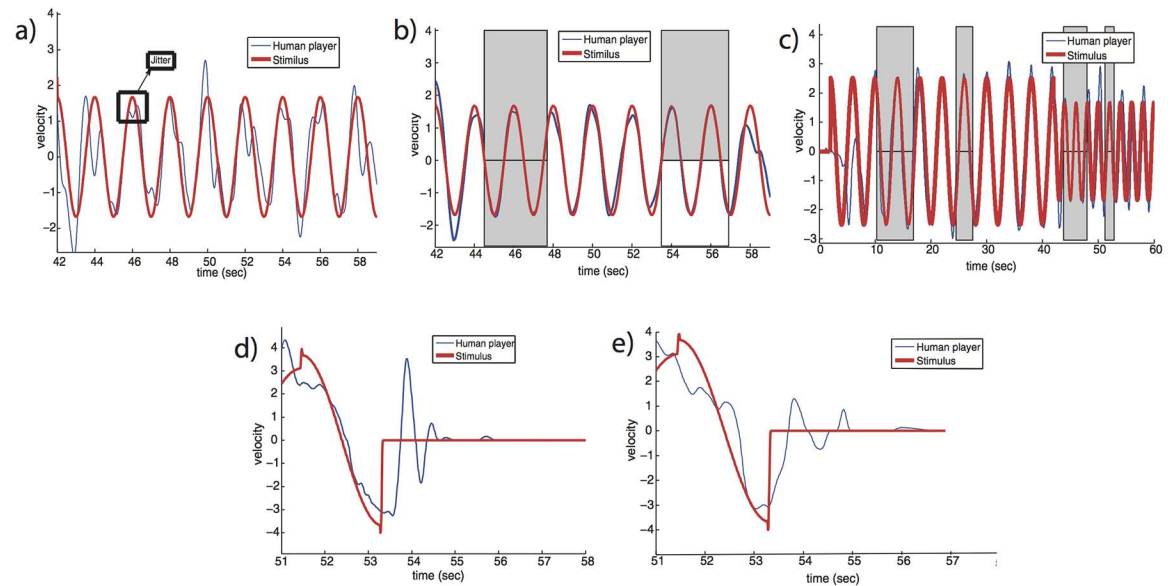 a)
velocity
4
3
2
1
0
−1
−2
Jitter
Human player
Stimilus
42 44 46 48 50 52 54 56 58
time (sec)
b)
velocity
4
3
2
1
0
−1
−2
Human player
Stimulus
42 44 46 48 50 52 54 56 58
time (sec)
c)
velocity
4
3
2
1
0
−1
−2
−3
Human player
Stimulus
0 10 20 30 40 50 60
time (sec)
d)
velocity
4
3
2
1
0
−1
−2
−3
−4
Human player
Stimulus
51 52 53 54 55 56 57 58
time (sec)
e)
velocity
4
3
2
1
0
−1
−2
−3
−4
Human player
Stimulus
51 52 53 54 55 56 57
time (sec)